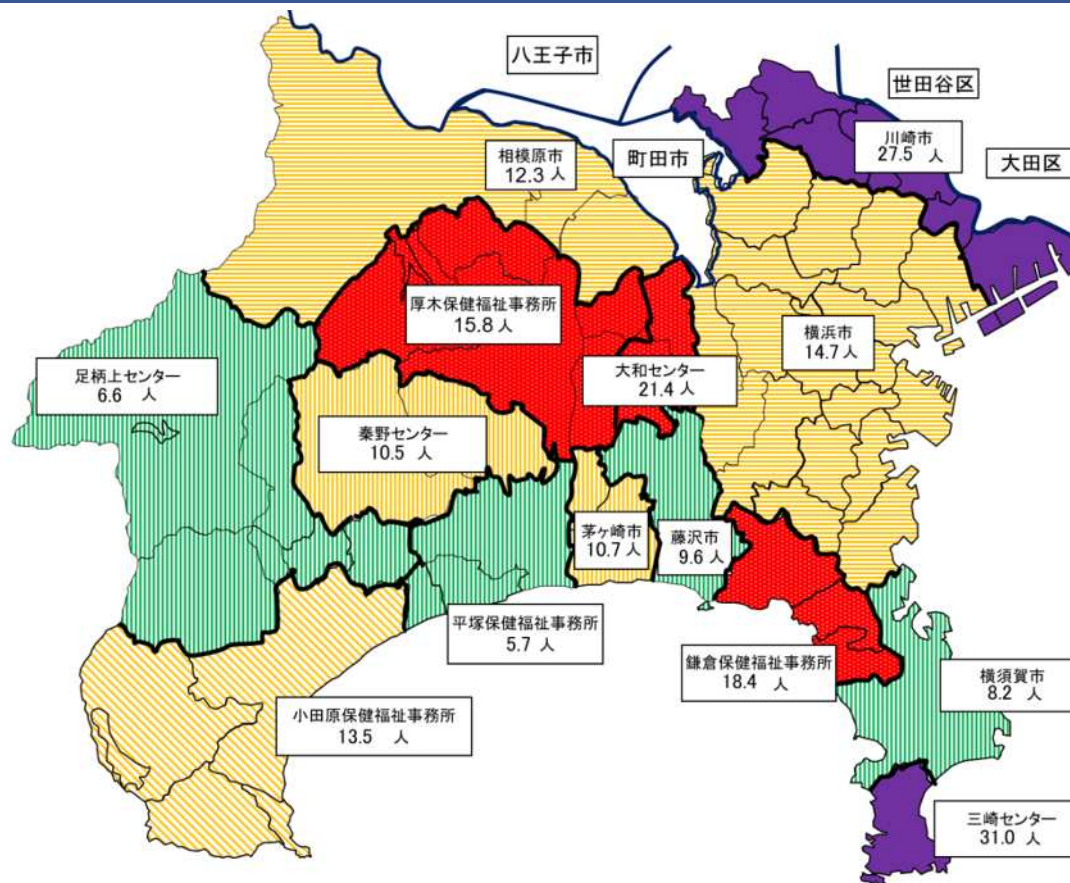 八王子市
世田谷区
川崎市
27.5 人
相模原市
12.3 人
町田市
大田区
厚木保健福祉事務所
15.8 人
横浜市
14.7 人
足柄上センター
6.6 人
大和センター
21.4 人
秦野センター
10.5 人
茅ヶ崎市
10.7 人
藤沢市
9.6 人
平塚保健福祉事務所
5.7 人
鎌倉保健福祉事務所
18.4 人
横須賀市
8.2 人
小田原保健福祉事務所
13.5 人
三崎センター
31.0 人